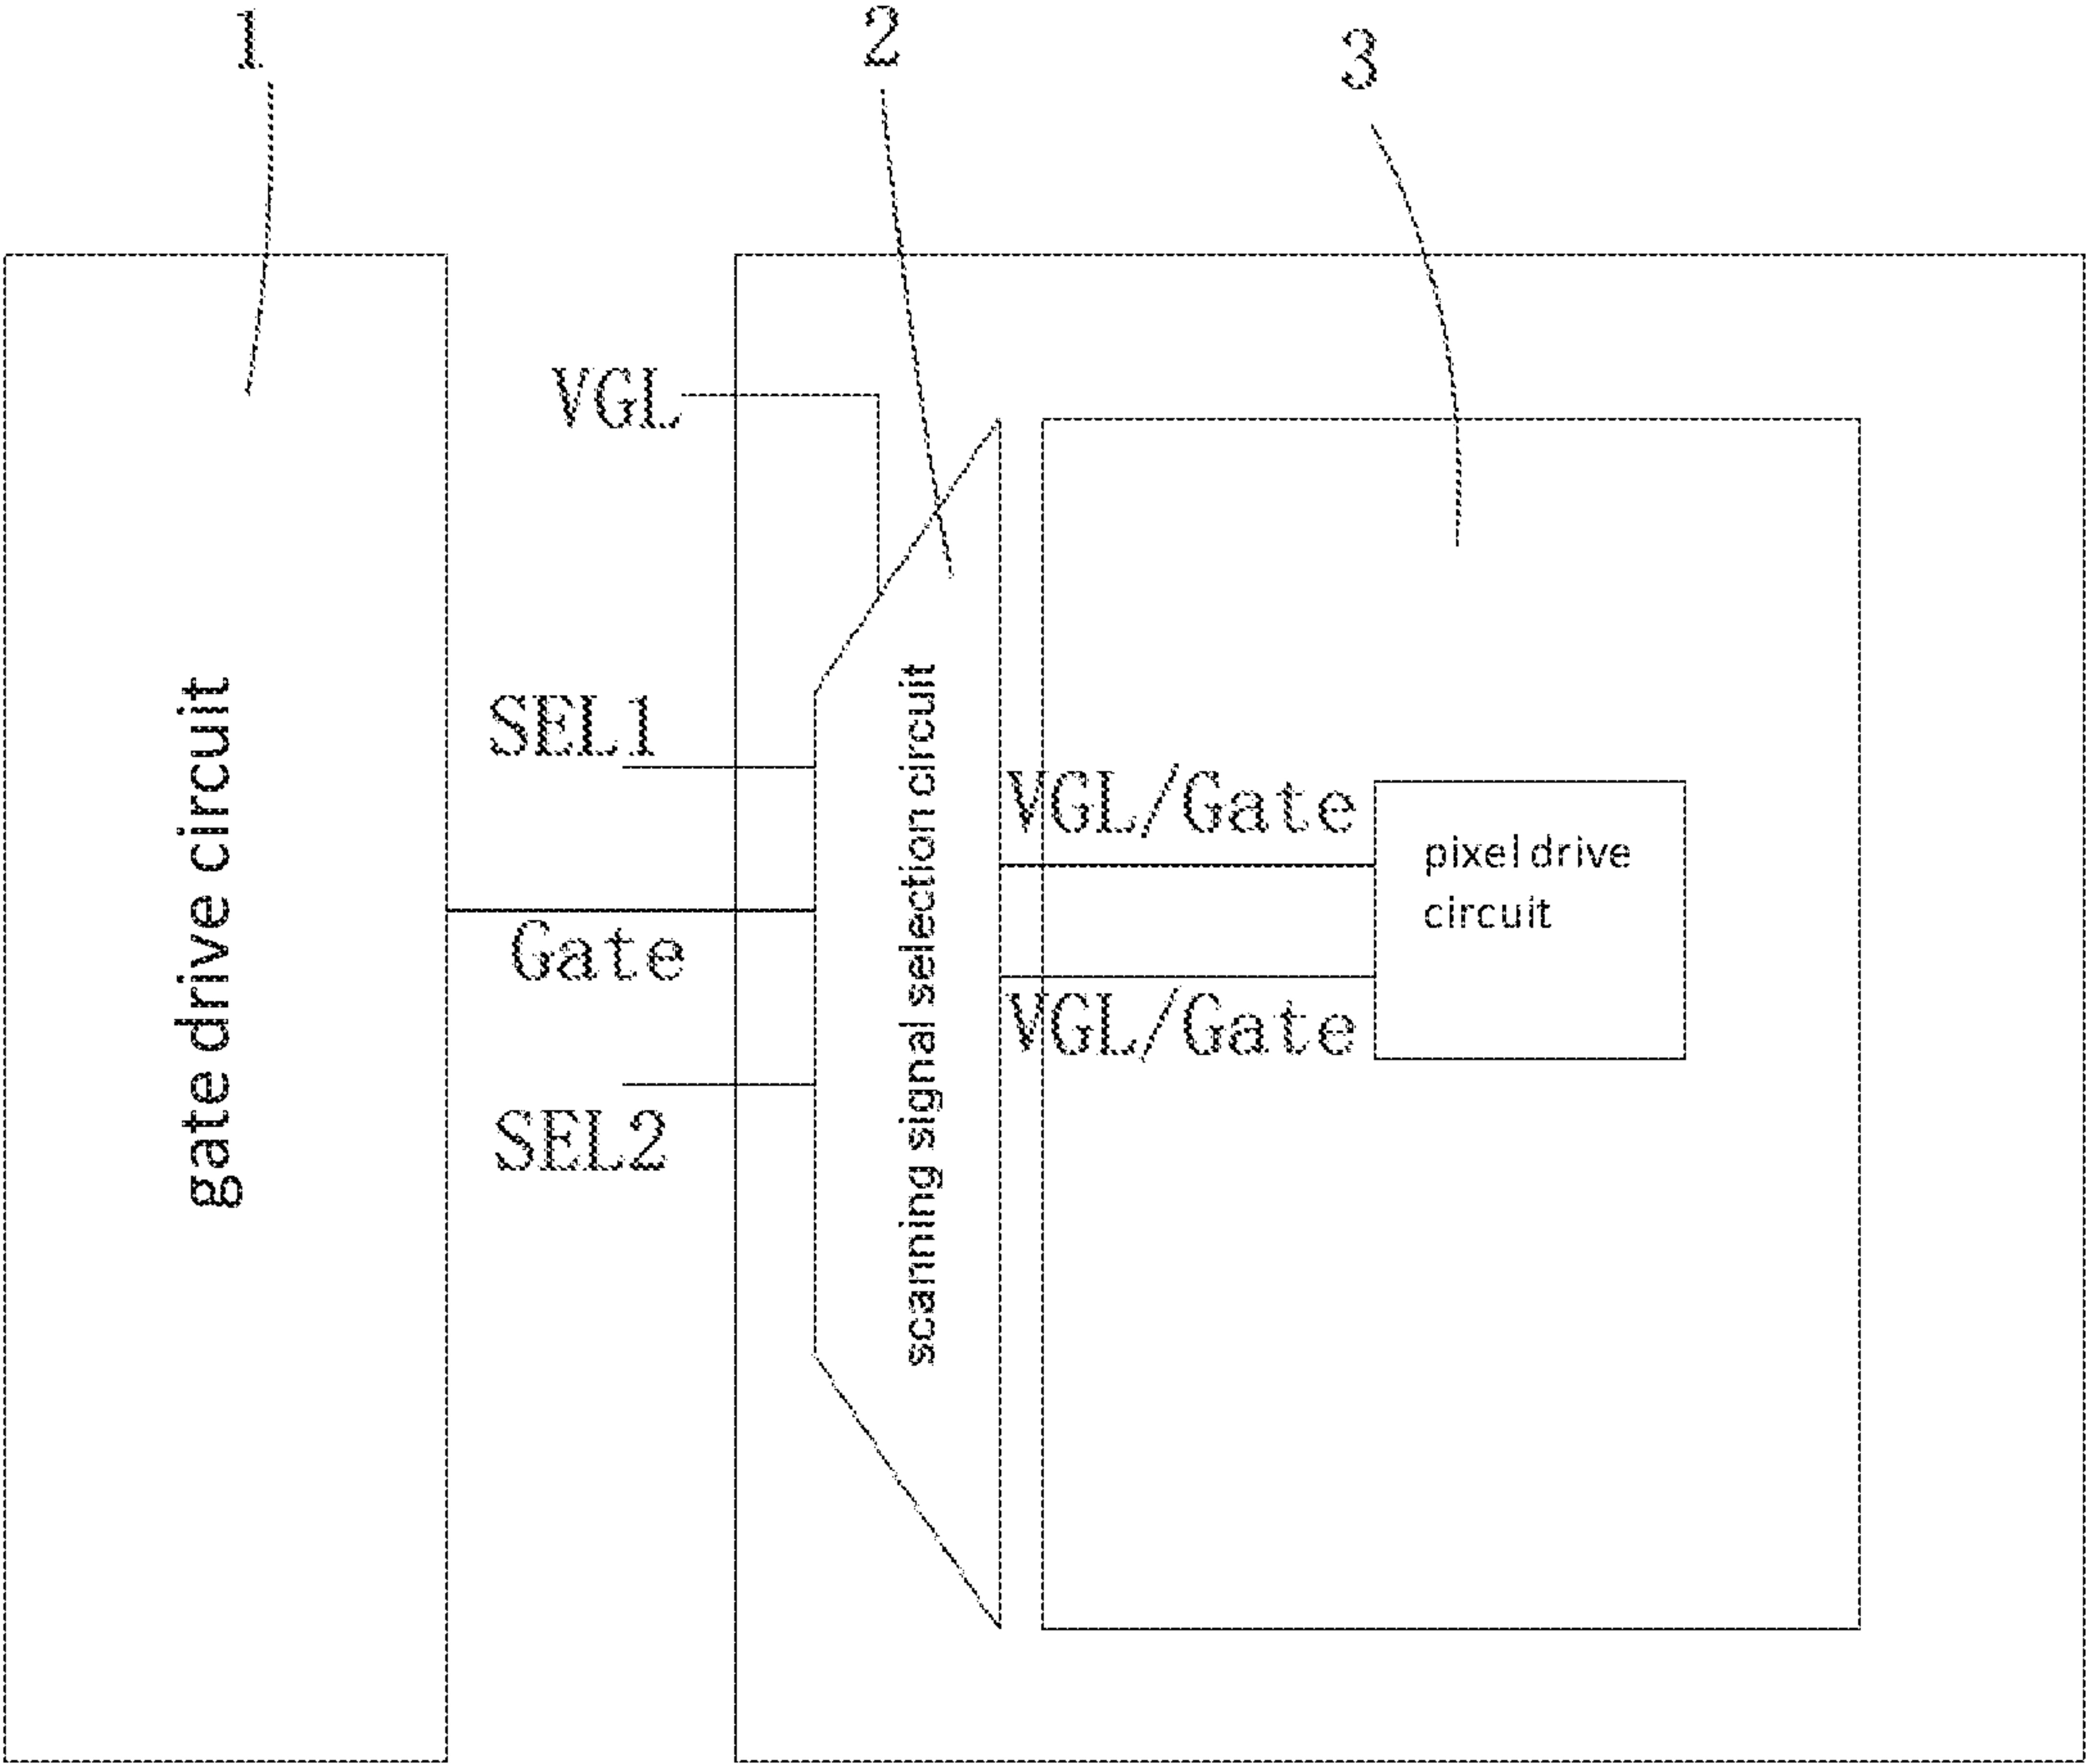 1
2
3
VGL
SEL1
Gate
SEL2
gate drive circuit
scanning signal selection circuit
VGL/Gate
VGL/Gate
pixel drive
circuit